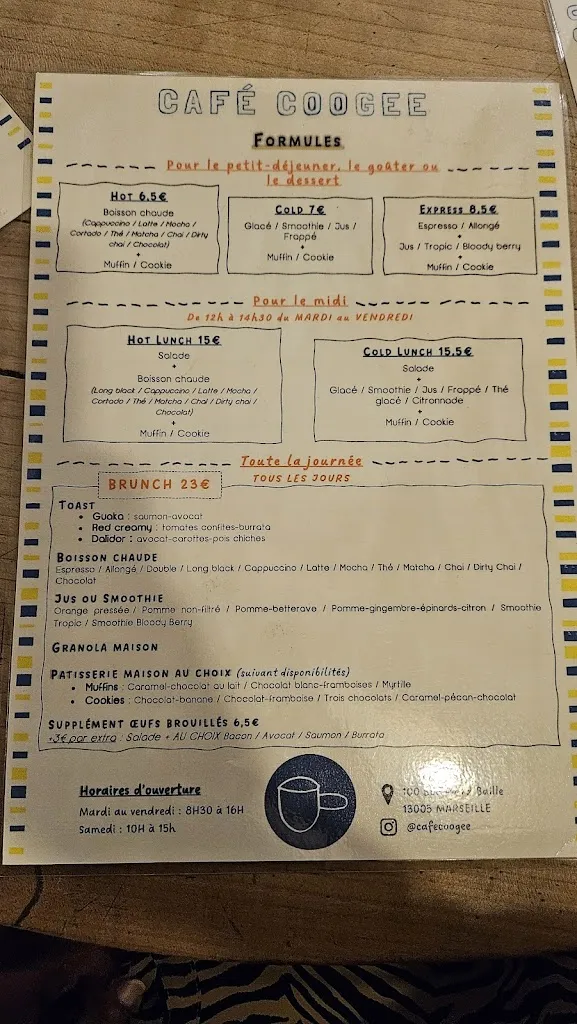 CAFÉ COOGEE
FORMULES
Pour le petit-déjeuner, le goûter ou
le dessert
HOT 6,5€
Boisson chaude
(Cappuccino / Latte / Mocha /
Cortado / Thé / Matcha / Chai / Dirty
chai / Chocolat)
+
Muffin / Cookie
COLD 7€
Glacé / Smoothie / Jus /
Frappé
+
Muffin / Cookie
EXPRESS 8,5€
Espresso / Allongé
+
Jus / Tropic / Bloody berry
+
Muffin / Cookie
Pour le midi
De 12h à 14h30 du MARDI au VENDREDI
HOT LUNCH 15€
Salade
+
Boisson chaude
(Long black / Cappuccino / Latte / Mocha /
Cortado / Thé / Matcha / Chai / Dirty chai /
Chocolat)
+
Muffin / Cookie
COLD LUNCH 15,5€
Salade
+
Glacé / Smoothie / Jus / Frappé / Thé
glacé / Citronnade
+
Muffin / Cookie
Toute la journée
TOUS LES JOURS
BRUNCH 23€
TOAST
• Guaka : saumon-avocat
• Red creamy : tomates confites-burrata
• Dalidor : avocat-carottes-pois chiches
BOISSON CHAUDE
Espresso / Allongé / Double / Long black / Cappuccino / Latte / Mocha / Thé / Matcha / Chai / Dirty Chai /
Chocolat
JUS OU SMOOTHIE
Orange pressée / Pomme non-filtré / Pomme-betterave / Pomme-gingembre-épinards-citron / Smoothie
Tropic / Smoothie Bloody Berry
GRANOLA MAISON
PATISSERIE MAISON AU CHOIX (suivant disponibilités)
• Muffins : Caramel-chocolat au lait / Chocolat blanc-framboises / Myrtille
• Cookies : Chocolat-banane / Chocolat-framboise / Trois chocolats / Caramel-pécan-chocolat
SUPPLÉMENT ŒUFS BROUILLÉS 6,5€
+3€ par extra : Salade + AU CHOIX Bacon / Avocat / Saumon / Burrata
Horaires d'ouverture
Mardi au vendredi : 8H30 à 16H
Samedi : 10H à 15h
100 Baille
13005 MARSEILLE
@cafecoogee